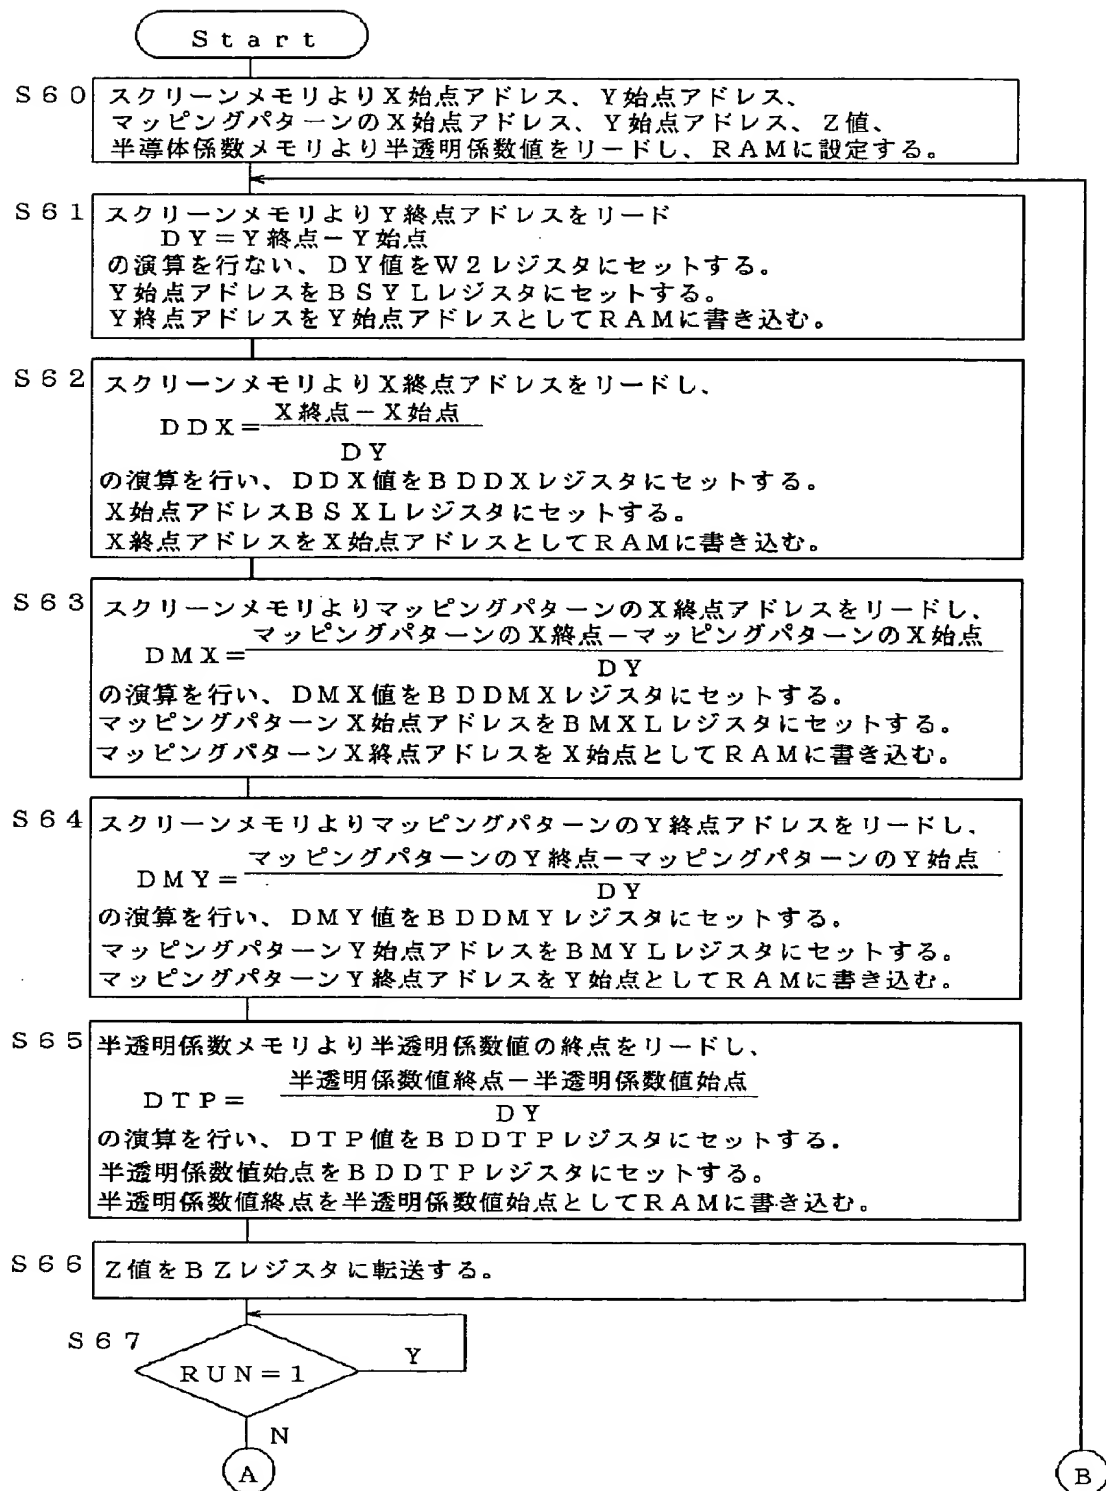 Start
S60 スクリーンメモリよりX始点アドレス、Y始点アドレス、
マッピングパターンのX始点アドレス、Y始点アドレス、Z値、
半導体係数メモリより半透明係数値をリードし、RAMに設定する。
S61 スクリーンメモリよりY終点アドレスをリード
DY=Y終点−Y始点
の演算を行ない、DY値をW2レジスタにセットする。
Y始点アドレスをBSYLレジスタにセットする。
Y終点アドレスをY始点アドレスとしてRAMに書き込む。
S62 スクリーンメモリよりX終点アドレスをリードし、
X終点−X始点
DDX=
DY
の演算を行い、DDX値をBDDXレジスタにセットする。
X始点アドレスBSXLレジスタにセットする。
X終点アドレスをX始点アドレスとしてRAMに書き込む。
S63 スクリーンメモリよりマッピングパターンのX終点アドレスをリードし、
マッピングパターンのX終点−マッピングパターンのX始点
DMX=
DY
の演算を行い、DMX値をBDDMXレジスタにセットする。
マッピングパターンX始点アドレスをBMXLレジスタにセットする。
マッピングパターンX終点アドレスをX始点としてRAMに書き込む。
S64 スクリーンメモリよりマッピングパターンのY終点アドレスをリードし、
マッピングパターンのY終点−マッピングパターンのY始点
DMY=
DY
の演算を行い、DMY値をBDDMYレジスタにセットする。
マッピングパターンY始点アドレスをBMYLレジスタにセットする。
マッピングパターンY終点アドレスをY始点としてRAMに書き込む。
S65 半透明係数メモリより半透明係数値の終点をリードし、
半透明係数値終点−半透明係数値始点
DTP=
DY
の演算を行い、DTP値をBDDTPレジスタにセットする.
半透明係数値始点をBDDTPレジスタにセットする。
半透明係数値終点を半透明係数値始点としてRAMに書き込む。
S66 Z値をBZレジスタに転送する。
S67
RUN=1 Y
N
A B